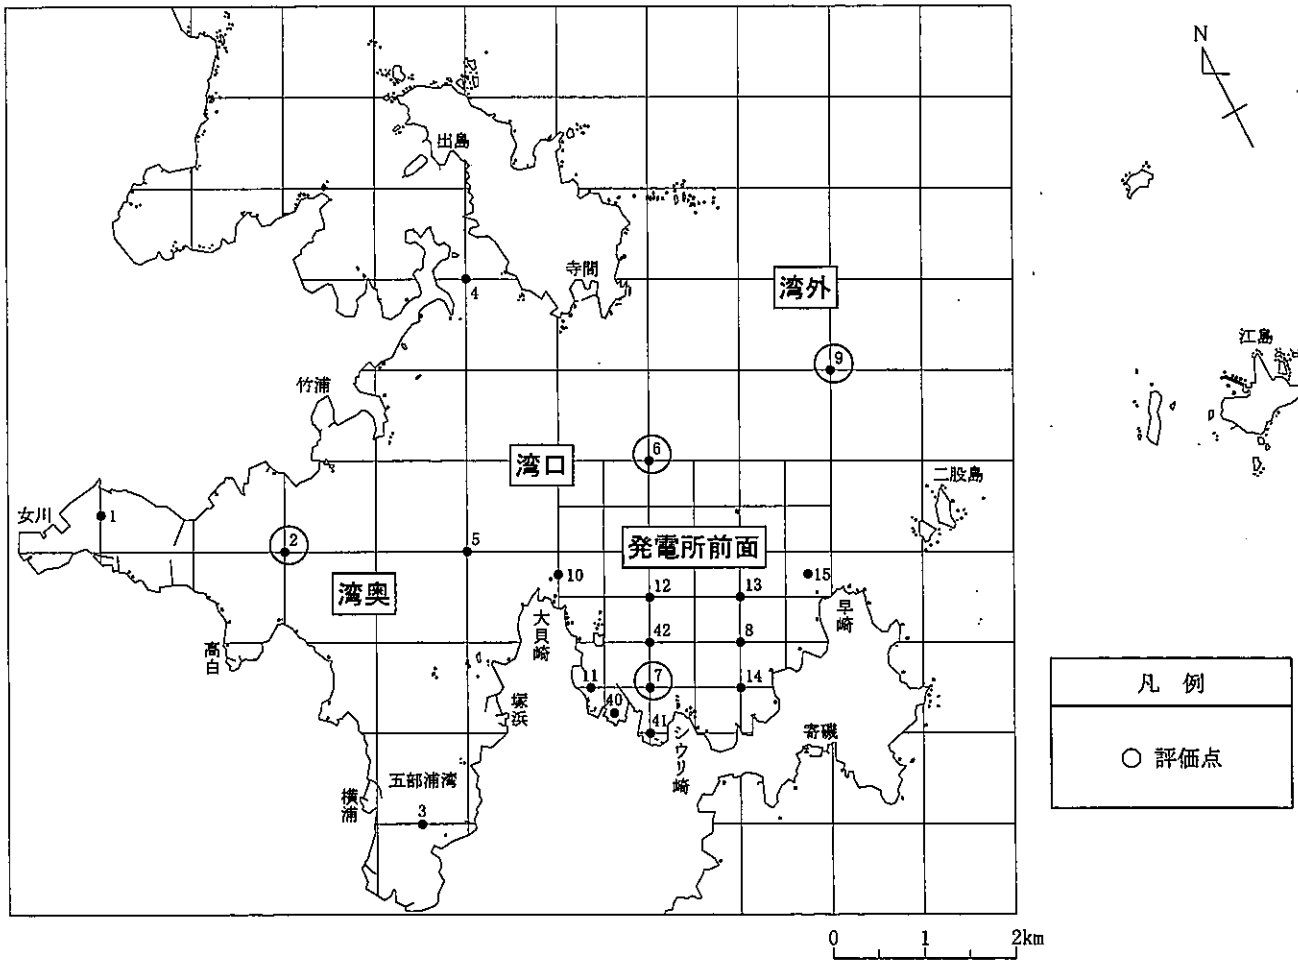 N
出島
寺間
4
湾外
9
江島
竹浦
6
湾口
二股島
女川
1
2
5
発電所前面
湾奥
10
12
13
15
大貝崎
早崎
高白
42
8
11
7
14
40
塚浜
41
シウリ崎
寄磯
五部浦湾
横浦
3
凡 例
○ 評価点
0 1 2km